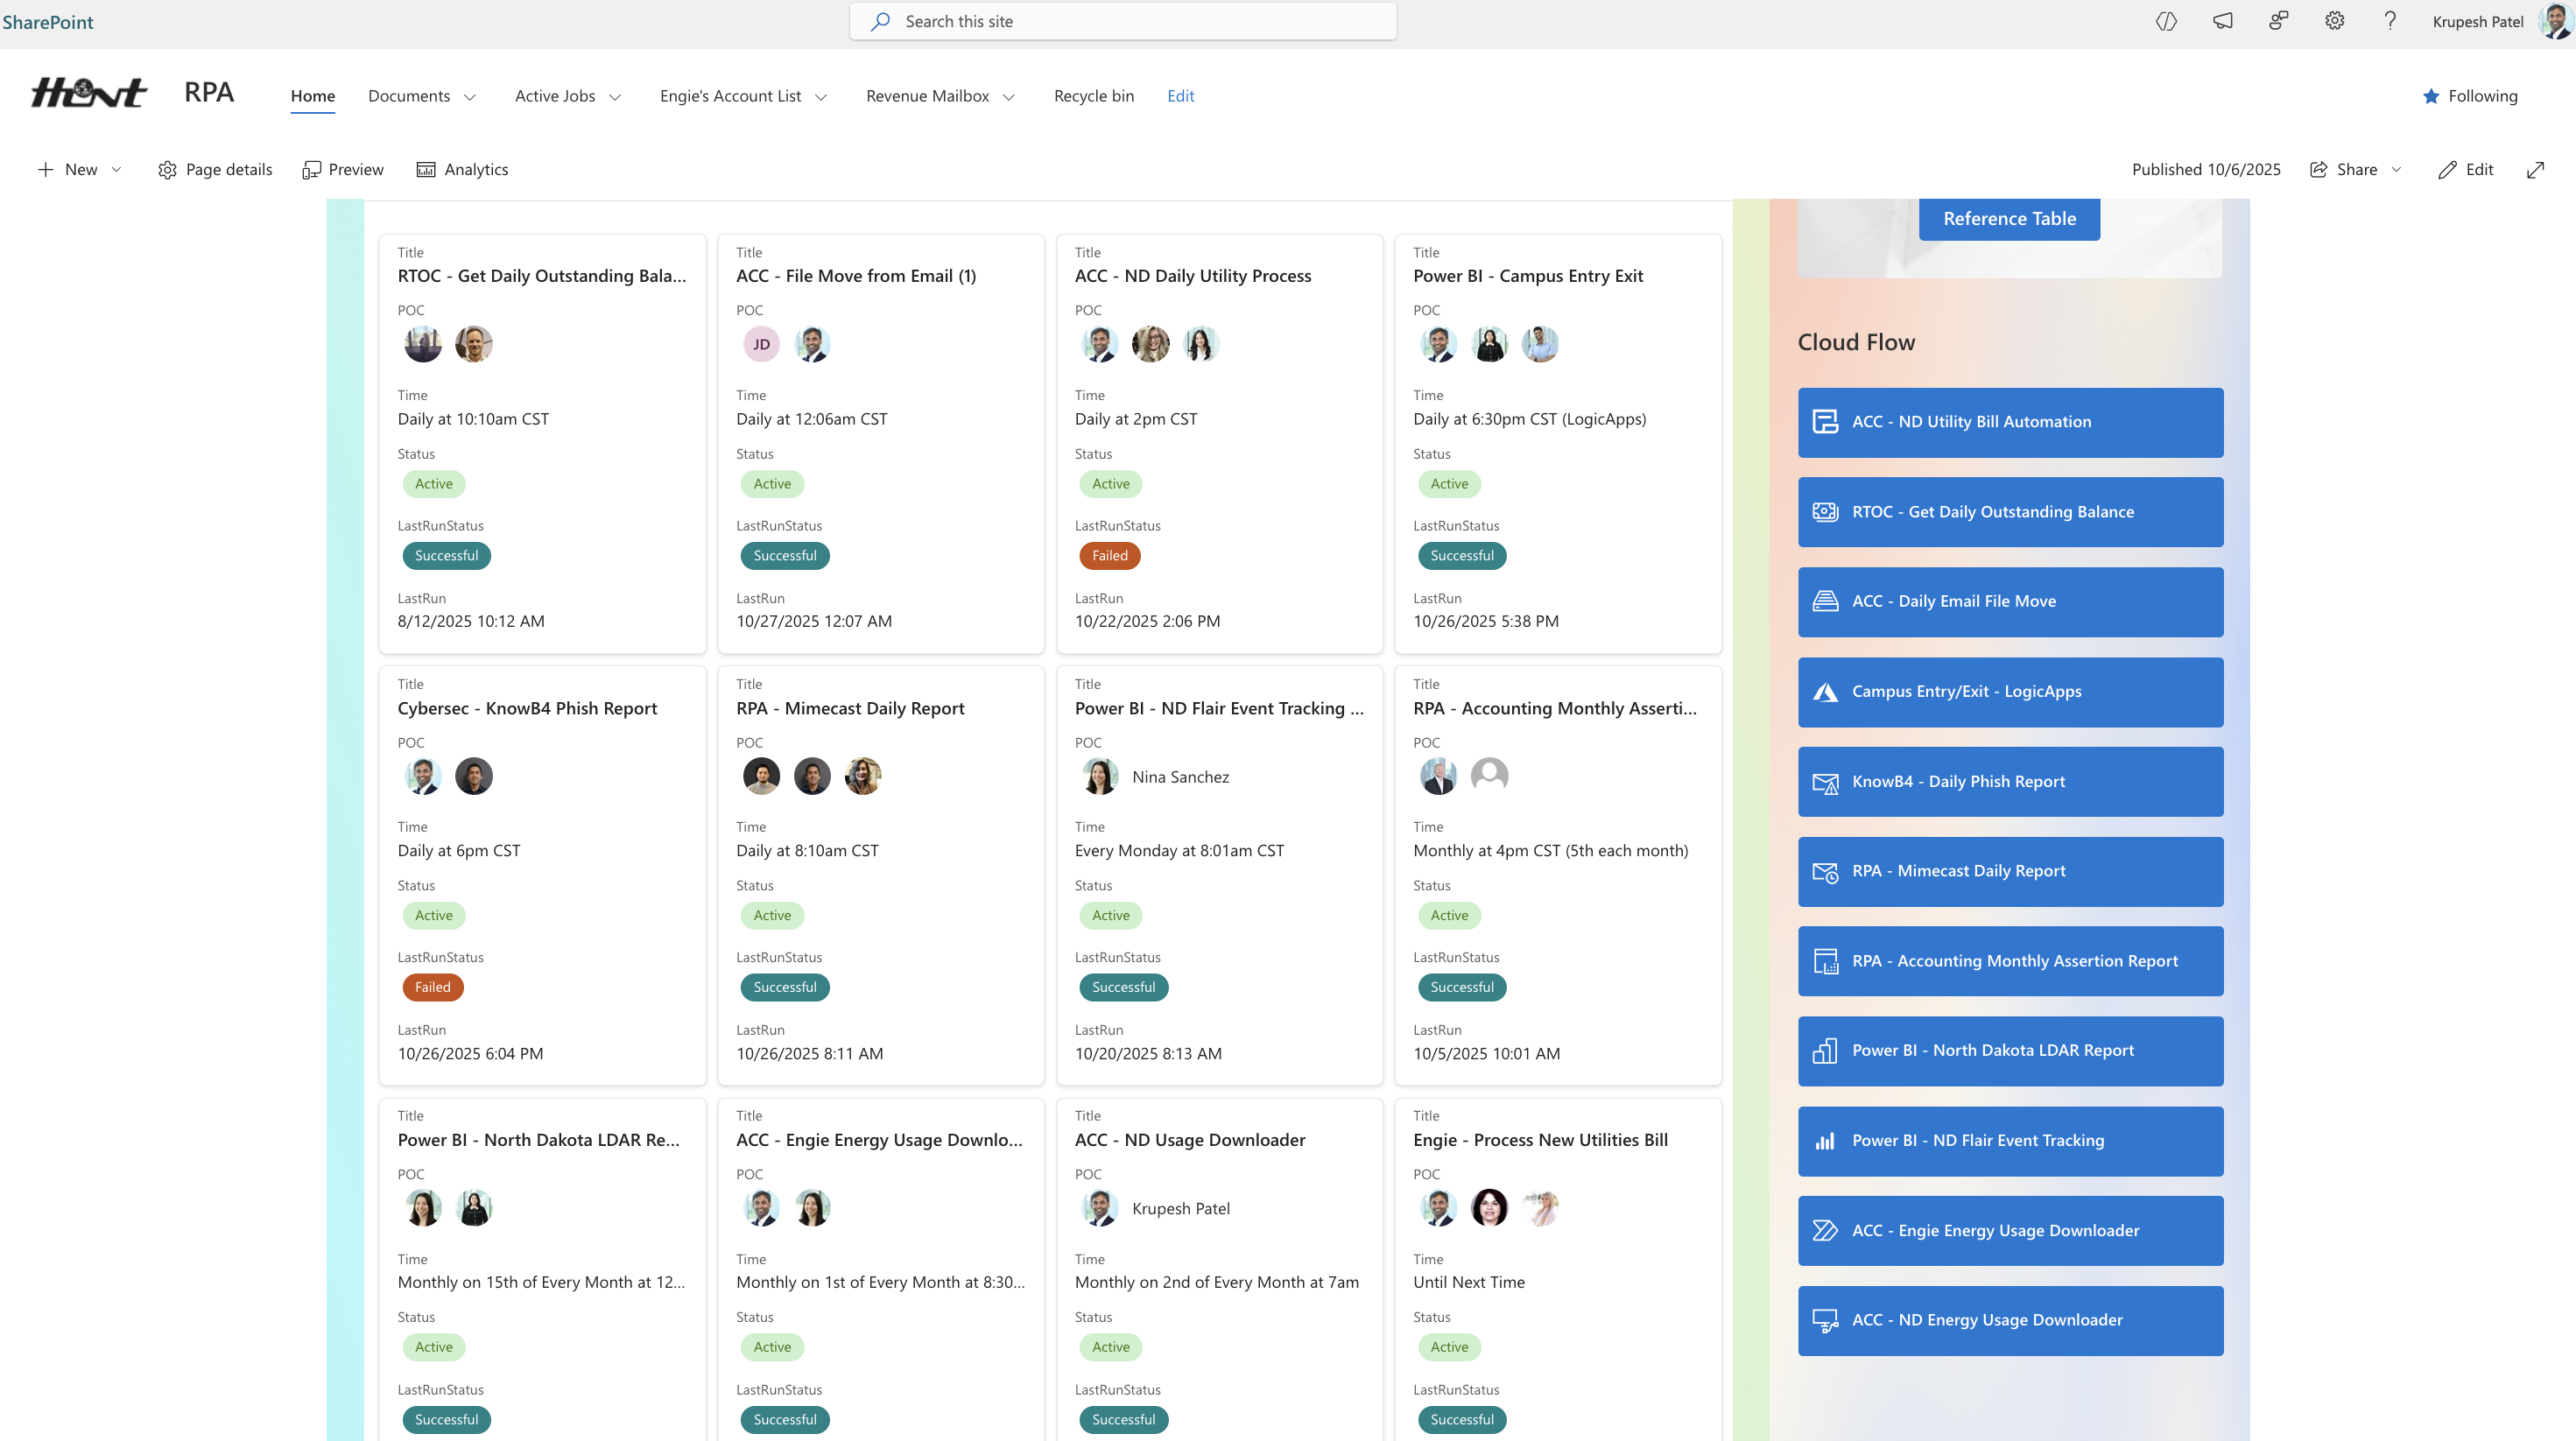 SharePoint
Search this site
Krupesh Patel
Hunt
RPA
Home
Documents
Active Jobs
Engie's Account List
Revenue Mailbox
Recycle bin
Edit
Following
New
Page details
Preview
Analytics
Published 10/6/2025
Share
Edit
Title
RTOC - Get Daily Outstanding Bala...
POC
Time
Daily at 10:10am CST
Status
Active
LastRunStatus
Successful
LastRun
8/12/2025 10:12 AM
Title
ACC - File Move from Email (1)
POC
JD
Time
Daily at 12:06am CST
Status
Active
LastRunStatus
Successful
LastRun
10/27/2025 12:07 AM
Title
ACC - ND Daily Utility Process
POC
Time
Daily at 2pm CST
Status
Active
LastRunStatus
Failed
LastRun
10/22/2025 2:06 PM
Title
Power BI - Campus Entry Exit
POC
Time
Daily at 6:30pm CST (LogicApps)
Status
Active
LastRunStatus
Successful
LastRun
10/26/2025 5:38 PM
Title
Cybersec - KnowB4 Phish Report
POC
Time
Daily at 6pm CST
Status
Active
LastRunStatus
Failed
LastRun
10/26/2025 6:04 PM
Title
RPA - Mimecast Daily Report
POC
Time
Daily at 8:10am CST
Status
Active
LastRunStatus
Successful
LastRun
10/26/2025 8:11 AM
Title
Power BI - ND Flair Event Tracking ...
POC
Nina Sanchez
Time
Every Monday at 8:01am CST
Status
Active
LastRunStatus
Successful
LastRun
10/20/2025 8:13 AM
Title
RPA - Accounting Monthly Asserti...
POC
Time
Monthly at 4pm CST (5th each month)
Status
Active
LastRunStatus
Successful
LastRun
10/5/2025 10:01 AM
Title
Power BI - North Dakota LDAR Re...
POC
Time
Monthly on 15th of Every Month at 12...
Status
Active
LastRunStatus
Successful
Title
ACC - Engie Energy Usage Downlo...
POC
Time
Monthly on 1st of Every Month at 8:30...
Status
Active
LastRunStatus
Successful
Title
ACC - ND Usage Downloader
POC
Krupesh Patel
Time
Monthly on 2nd of Every Month at 7am
Status
Active
LastRunStatus
Successful
Title
Engie - Process New Utilities Bill
POC
Time
Until Next Time
Status
Active
LastRunStatus
Successful
Reference Table
Cloud Flow
ACC - ND Utility Bill Automation
RTOC - Get Daily Outstanding Balance
ACC - Daily Email File Move
Campus Entry/Exit - LogicApps
KnowB4 - Daily Phish Report
RPA - Mimecast Daily Report
RPA - Accounting Monthly Assertion Report
Power BI - North Dakota LDAR Report
Power BI - ND Flair Event Tracking
ACC - Engie Energy Usage Downloader
ACC - ND Energy Usage Downloader